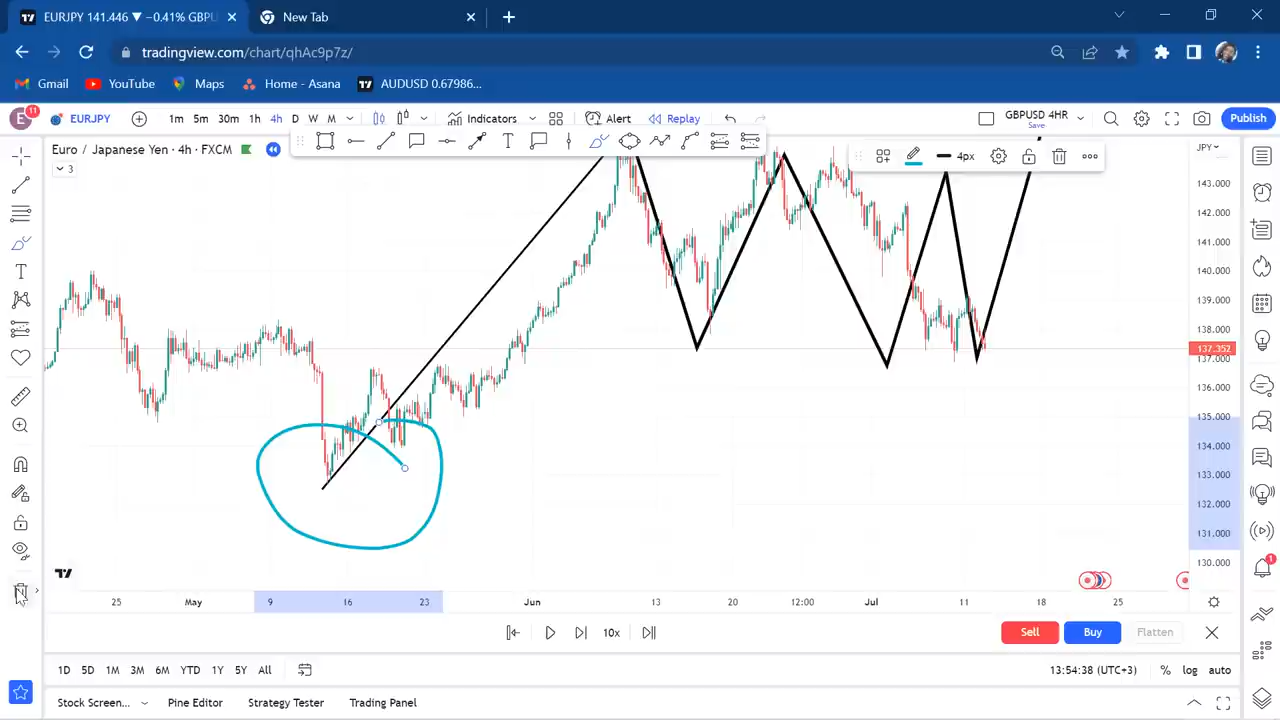 EURJPY 141.446 ▼ −0.41% GBPU
New Tab
tradingview.com/chart/qhAc9p7z/
Gmail
YouTube
Maps
Home - Asana
AUDUSD 0.67986...
E
11
EURJPY
1m 5m 30m 1h 4h D W M
Indicators
Alert
Replay
GBPUSD 4HR
Save
Publish
Euro / Japanese Yen · 4h · FXCM
3
4px
JPY
143.000
142.000
141.000
140.000
139.000
138.000
137.352
137.000
136.000
135.000
134.000
133.000
132.000
131.000
130.000
25 May 9 16 23 Jun 13 20 12:00 Jul 11 18 25
10x
Sell
Buy
Flatten
1D 5D 1M 3M 6M YTD 1Y 5Y All
13:54:38 (UTC+3)
% log auto
Stock Screen...
Pine Editor
Strategy Tester
Trading Panel
1